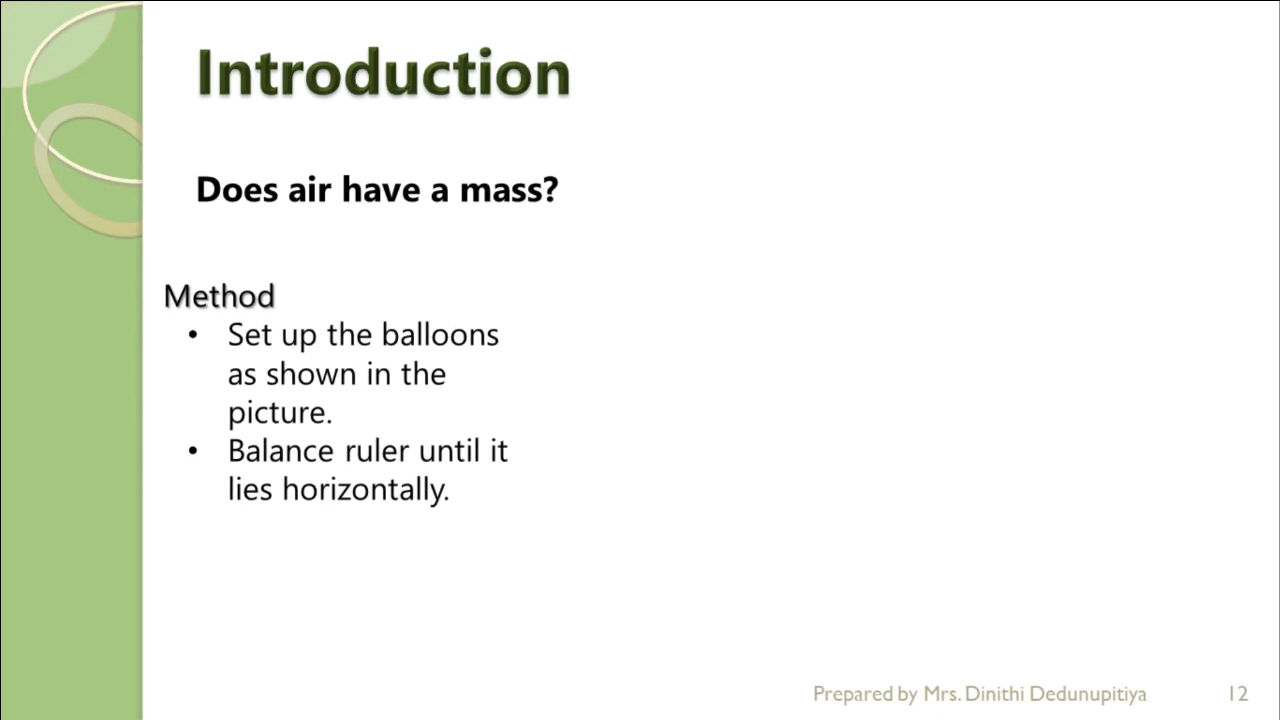 Introduction
Does air have a mass?
Method
• Set up the balloons
as shown in the
picture.
• Balance ruler until it
lies horizontally.
Prepared by Mrs. Dinithi Dedunupitiya 12